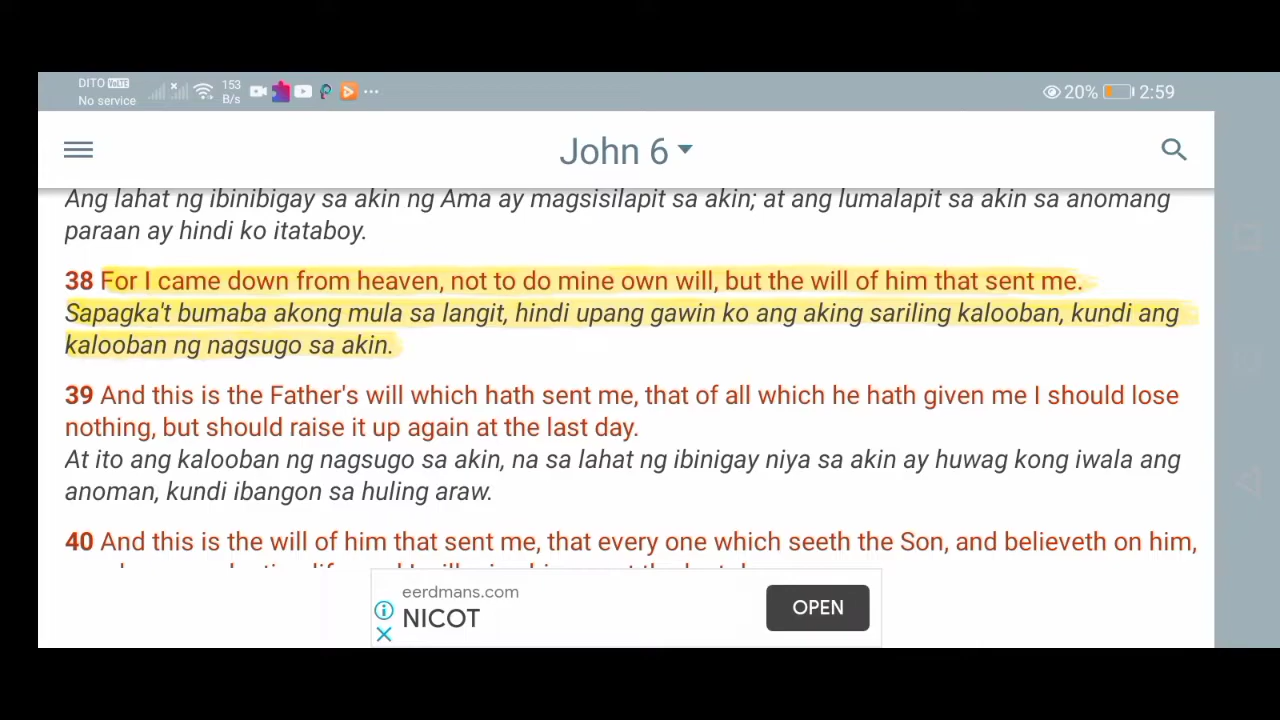 DITO VoLTE
No service
153
B/s
20%
2:59
John 6
Ang lahat ng ibinibigay sa akin ng Ama ay magsisilapit sa akin; at ang lumalapit sa akin sa anomang
paraan ay hindi ko itataboy.
38 For I came down from heaven, not to do mine own will, but the will of him that sent me.
Sapagka't bumaba akong mula sa langit, hindi upang gawin ko ang aking sariling kalooban, kundi ang
kalooban ng nagsugo sa akin.
39 And this is the Father's will which hath sent me, that of all which he hath given me I should lose
nothing, but should raise it up again at the last day.
At ito ang kalooban ng nagsugo sa akin, na sa lahat ng ibinigay niya sa akin ay huwag kong iwala ang
anoman, kundi ibangon sa huling araw.
40 And this is the will of him that sent me, that every one which seeth the Son, and believeth on him,
eerdmans.com
NICOT
OPEN